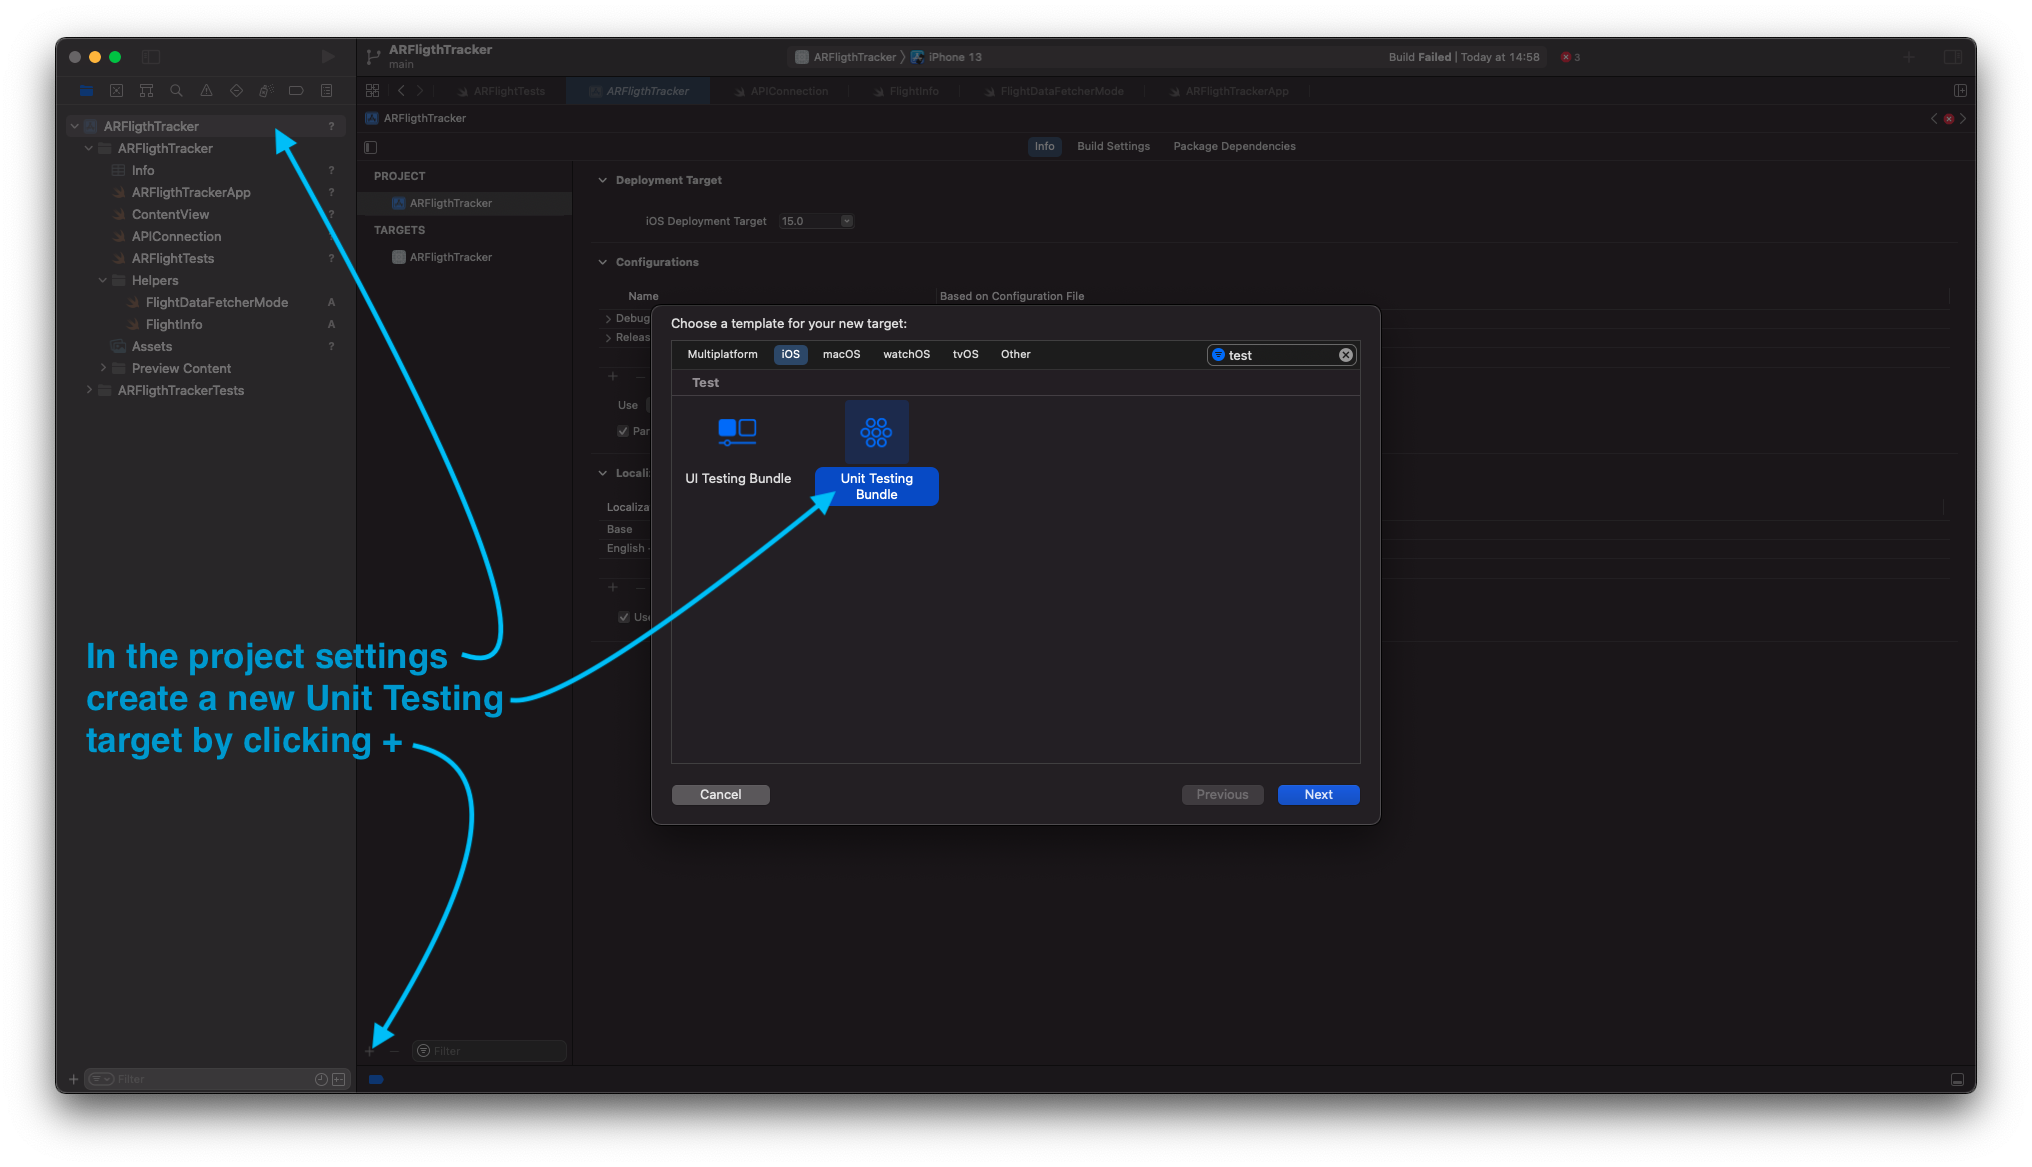 ARFligthTracker
main
ARFligthTracker
iPhone 13
Build Failed | Today at 14:58
3
ARFlightTests
ARFligthTracker
APIConnection
FlightInfo
FlightDataFetcherMode
ARFligthTrackerApp
ARFligthTracker
ARFligthTracker ?
ARFligthTracker
Info ?
ARFligthTrackerApp ?
ContentView ?
APIConnection
ARFlightTests ?
Helpers
FlightDataFetcherMode A
FlightInfo A
Assets ?
Preview Content
ARFligthTrackerTests
Filter
PROJECT
ARFligthTracker
TARGETS
ARFligthTracker
Filter
Info
Build Settings
Package Dependencies
Deployment Target
iOS Deployment Target 15.0
Configurations
Name
Based on Configuration File
Debug
Releas
Use
Par
Locali
Localiza
Base
English
Use
Choose a template for your new target:
Multiplatform
iOS
macOS
watchOS
tvOS
Other
test
Test
UI Testing Bundle
Unit Testing
Bundle
Cancel
Previous
Next
In the project settings
create a new Unit Testing
target by clicking +